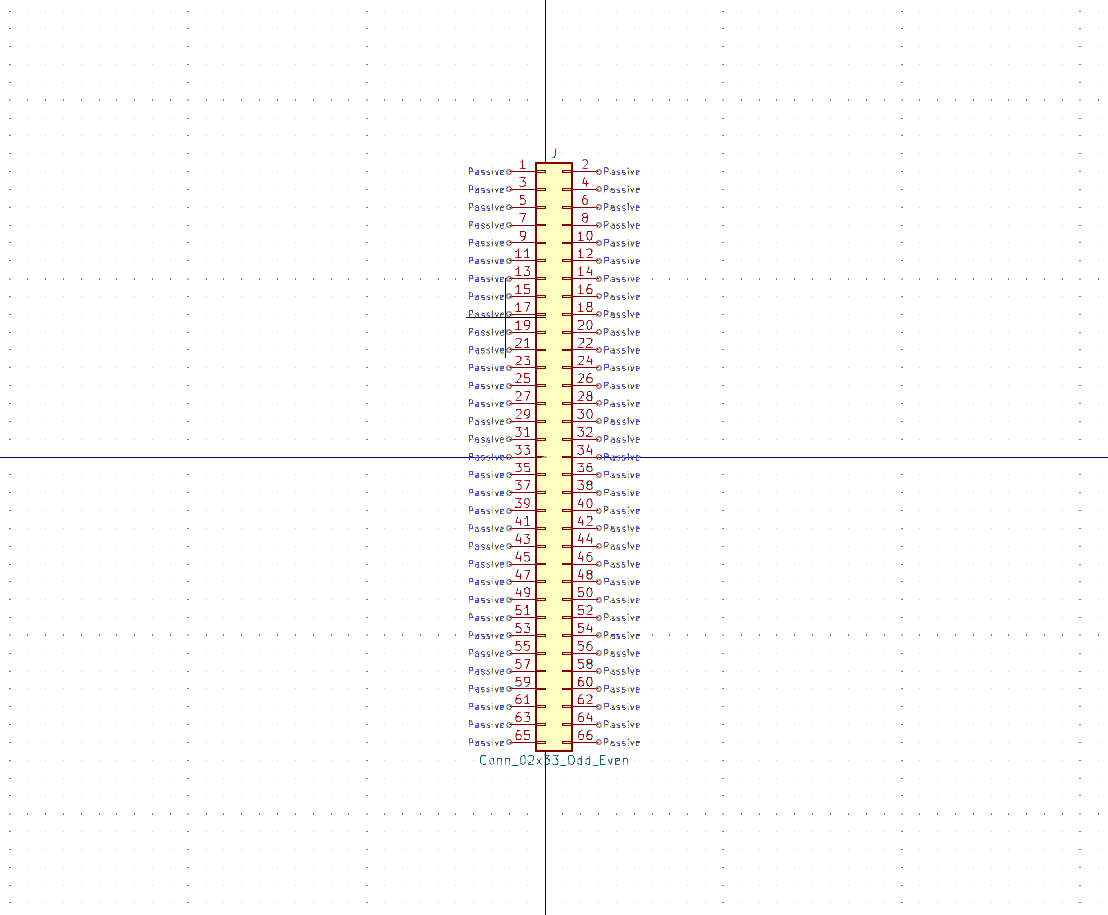 J
Passive 1 2 Passive
Passive 3 4 Passive
Passive 5 6 Passive
Passive 7 8 Passive
Passive 9 10 Passive
Passive 11 12 Passive
Passive 13 14 Passive
Passive 15 16 Passive
Passive 17 18 Passive
Passive 19 20 Passive
Passive 21 22 Passive
Passive 23 24 Passive
Passive 25 26 Passive
Passive 27 28 Passive
Passive 29 30 Passive
Passive 31 32 Passive
Passive 33 34 Passive
Passive 35 36 Passive
Passive 37 38 Passive
Passive 39 40 Passive
Passive 41 42 Passive
Passive 43 44 Passive
Passive 45 46 Passive
Passive 47 48 Passive
Passive 49 50 Passive
Passive 51 52 Passive
Passive 53 54 Passive
Passive 55 56 Passive
Passive 57 58 Passive
Passive 59 60 Passive
Passive 61 62 Passive
Passive 63 64 Passive
Passive 65 66 Passive
Conn_02x33_Odd_Even